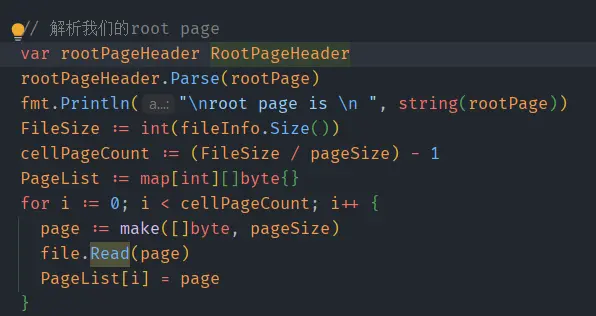 // 解析我们的root page
var rootPageHeader RootPageHeader
rootPageHeader.Parse(rootPage)
fmt.Println( a…: "\nroot page is \n ", string(rootPage))
FileSize := int(fileInfo.Size())
cellPageCount := (FileSize / pageSize) - 1
PageList := map[int][]byte{}
for i := 0; i < cellPageCount; i++ {
page := make([]byte, pageSize)
file.Read(page)
PageList[i] = page
}